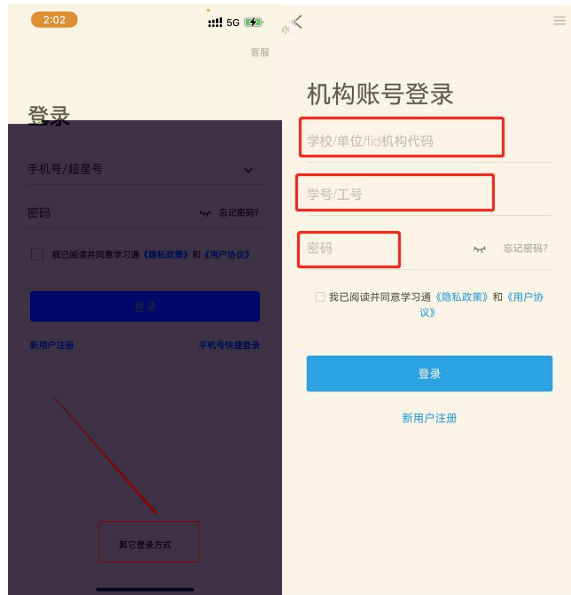 2:02
5G
客服
登录
手机号/超星号
密码
忘记密码?
我已阅读并同意学习通《隐私政策》和《用户协议》
登录
新用户注册
手机号快捷登录
其它登录方式
机构账号登录
学校/单位/fid机构代码
学号/工号
密码
忘记密码?
我已阅读并同意学习通《隐私政策》和《用户协
议》
登录
新用户注册